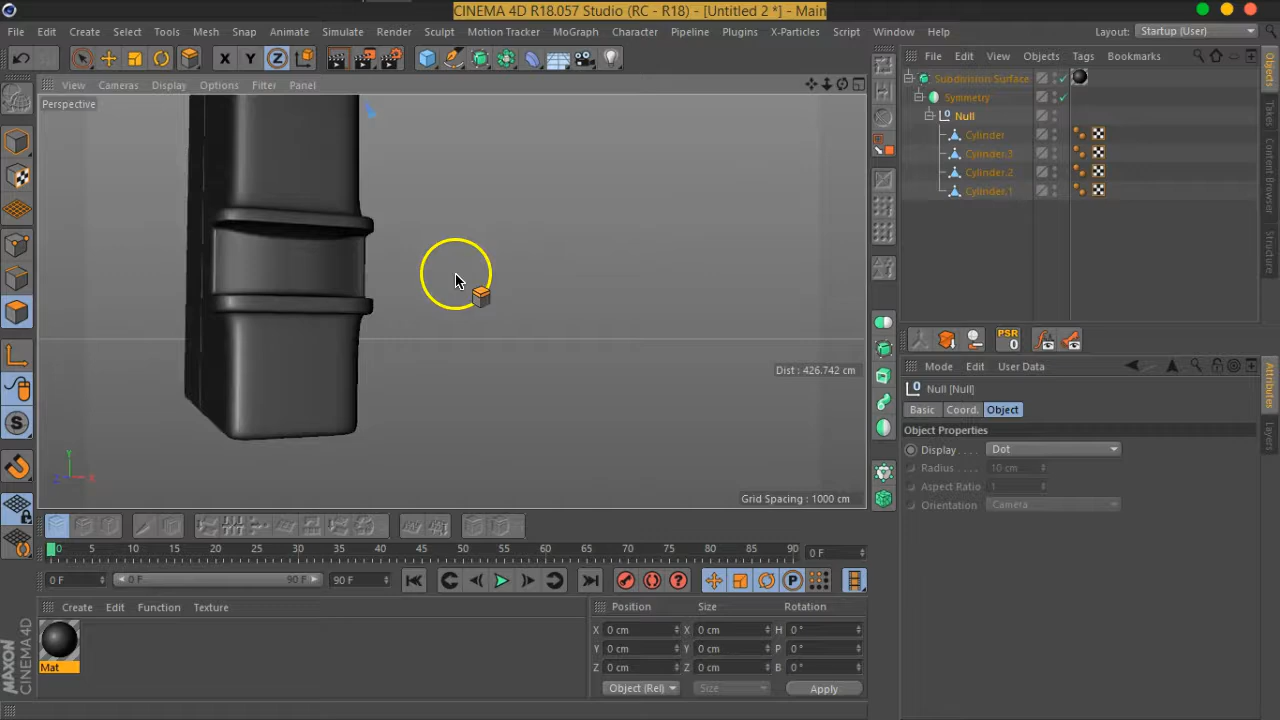 CINEMA 4D R18.057 Studio (RC - R18) - [Untitled 2 *] - Main
File Edit Create Select Tools Mesh Snap Animate Simulate Render Sculpt Motion Tracker MoGraph Character Pipeline Plugins X-Particles Script Window Help Layout: Startup (User)
X Y Z
File Edit View Objects Tags Bookmarks
View Cameras Display Options Filter Panel
Perspective
Subdivision Surface
Symmetry
Null
Cylinder
Cylinder.3
Cylinder.2
Cylinder.1
Objects
Takes
Content Browser
Structure
PSR
0
Mode Edit User Data
Null [Null]
Basic Coord. Object
Object Properties
Display . . . . Dot
Radius . . . . 10 cm
Aspect Ratio 1
Orientation Camera
Attributes
Layers
Dist : 426.742 cm
Grid Spacing : 1000 cm
Y
Z X
0 5 10 15 20 25 30 35 40 45 50 55 60 65 70 75 80 85 90 0 F
0 F 0 F 90 F 90 F
Create Edit Function Texture
Mat
Position Size Rotation
X 0 cm X 0 cm H 0 °
Y 0 cm Y 0 cm P 0 °
Z 0 cm Z 0 cm B 0 °
Object (Rel) Size Apply
MAXON
CINEMA 4D